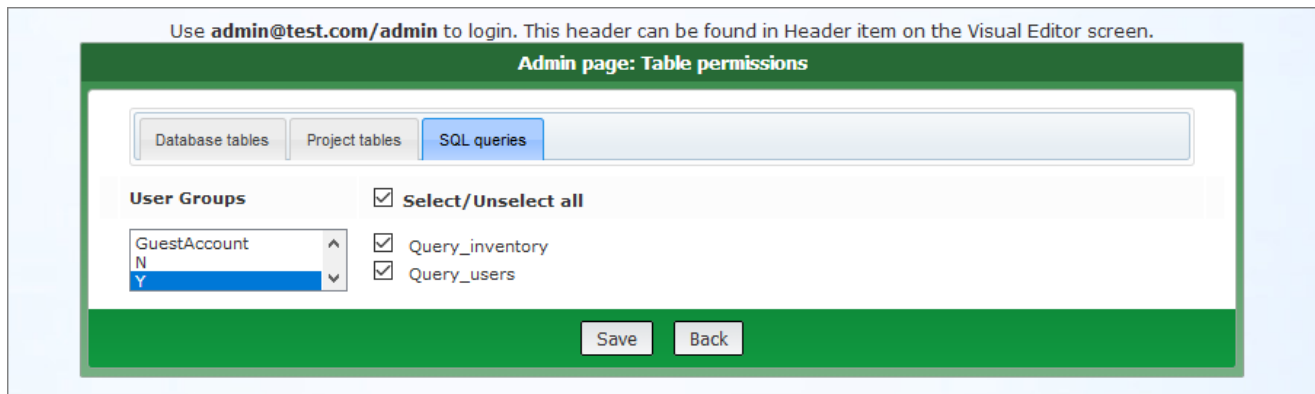 Use admin@test.com/admin to login. This header can be found in Header item on the Visual Editor screen.
Admin page: Table permissions
Database tables Project tables SQL queries
User Groups Select/Unselect all
GuestAccount Query_inventory
N
Y Query_users
Save Back